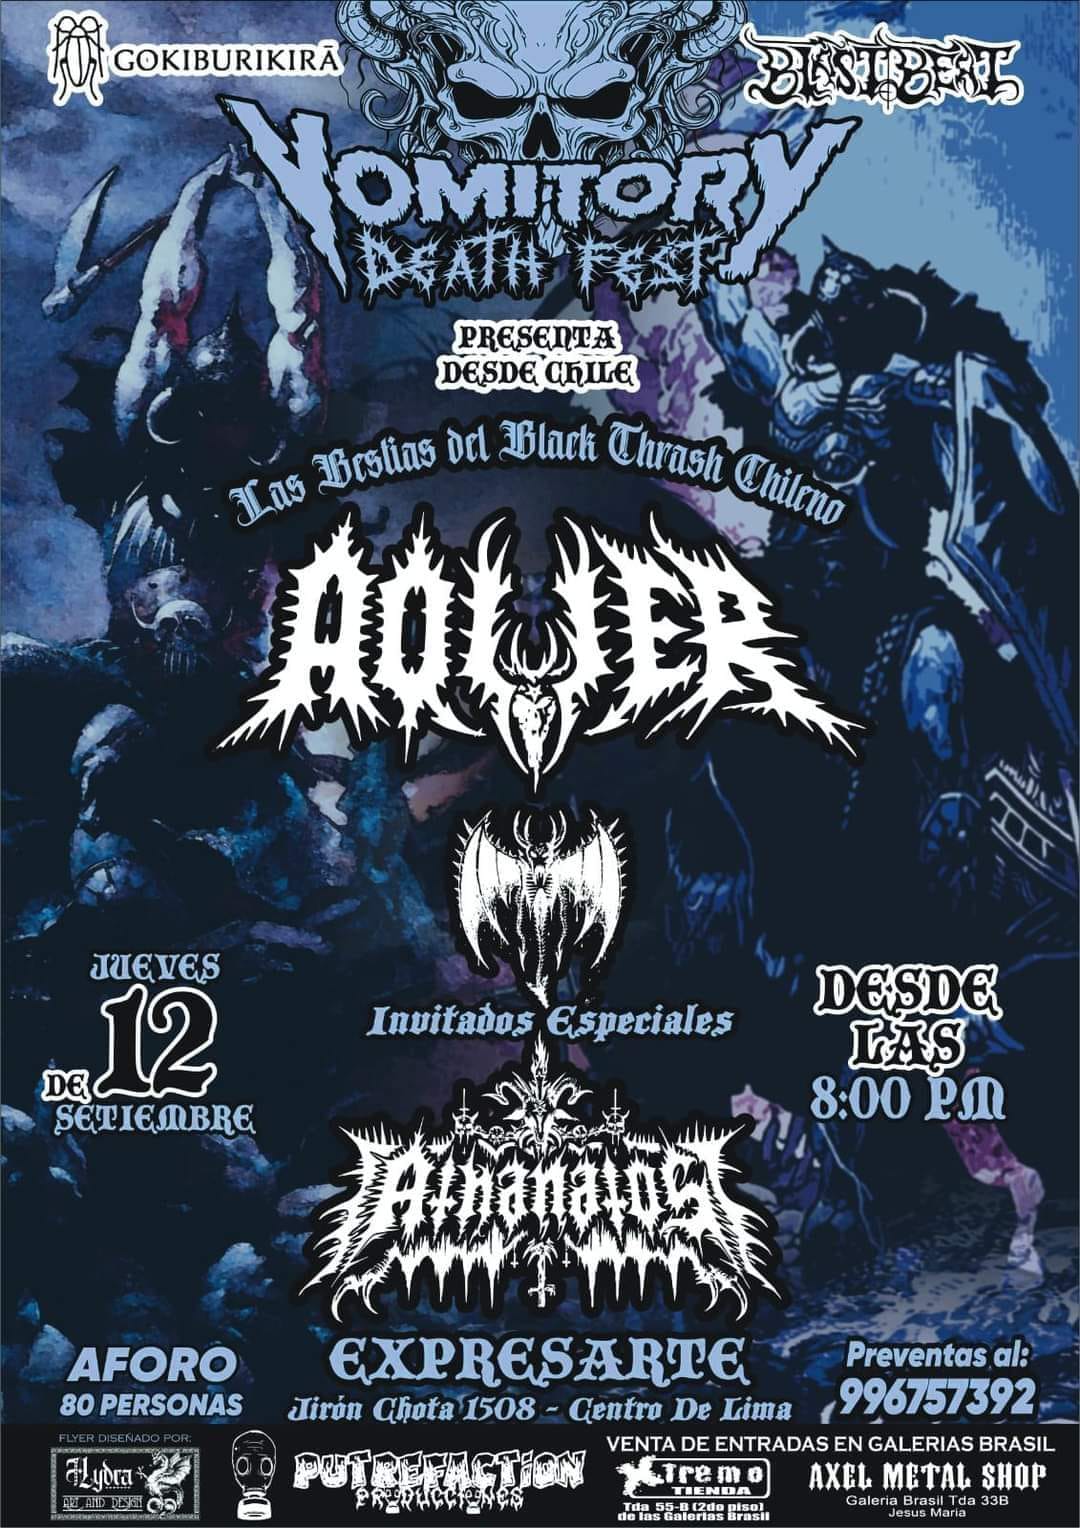 GOKIBURIKIRĀ
BLASTBEAT
VOMITORY
DEATH FEST
PRESENTA
DESDE CHILE
Las Bestias del Black Thrash Chileno
Invitados Especiales
JUEVES
12
DE
SETIEMBRE
DESDE
LAS
8:00 PM
Athanatos
AFORO
80 PERSONAS
EXPRESARTE
Jirón Chota 1508 - Centro De Lima
Preventas al:
996757392
FLYER DISEÑADO POR:
Hydra
ART AND DESIGN
PUTREFACTION
PRODUCCIONES
VENTA DE ENTRADAS EN GALERIAS BRASIL
XTremo
TIENDA
Tda 55-B (2do piso)
de las Galerias Brasil
AXEL METAL SHOP
Galeria Brasil Tda 33B
Jesus Maria